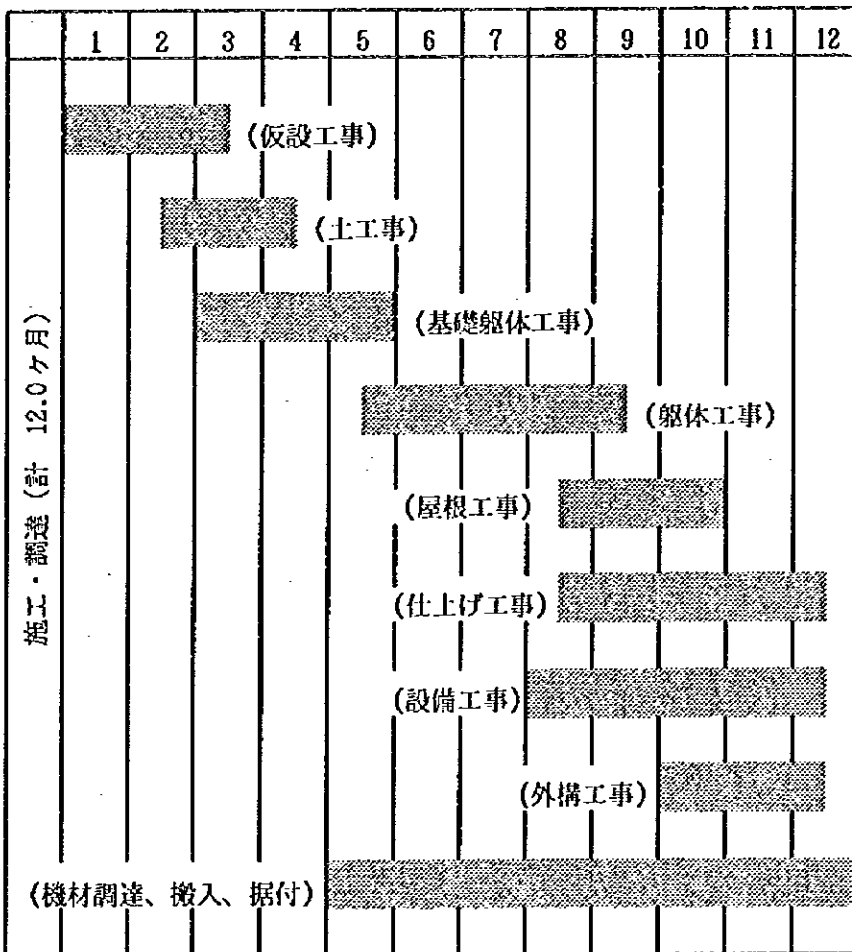 1 2 3 4 5 6 7 8 9 10 11 12
施工・調達(計 12.0ヶ月)
(仮設工事)
(土工事)
(基礎躯体工事)
(躯体工事)
(屋根工事)
(仕上げ工事)
(設備工事)
(外構工事)
(機材調達、搬入、据付)